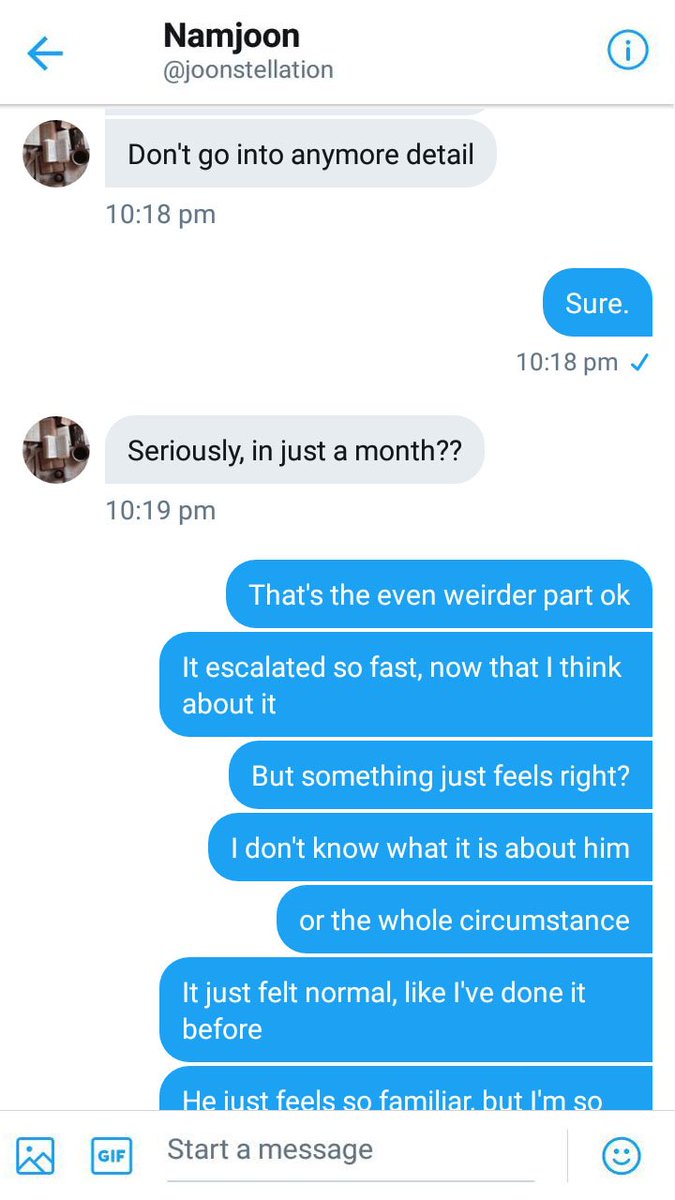 Namjoon
@joonstellation
Don't go into anymore detail
10:18 pm
Sure.
10:18 pm
Seriously, in just a month??
10:19 pm
That's the even weirder part ok
It escalated so fast, now that I think
about it
But something just feels right?
I don't know what it is about him
or the whole circumstance
It just felt normal, like I've done it
before
He just feels so familiar, but I'm so
GIF
Start a message